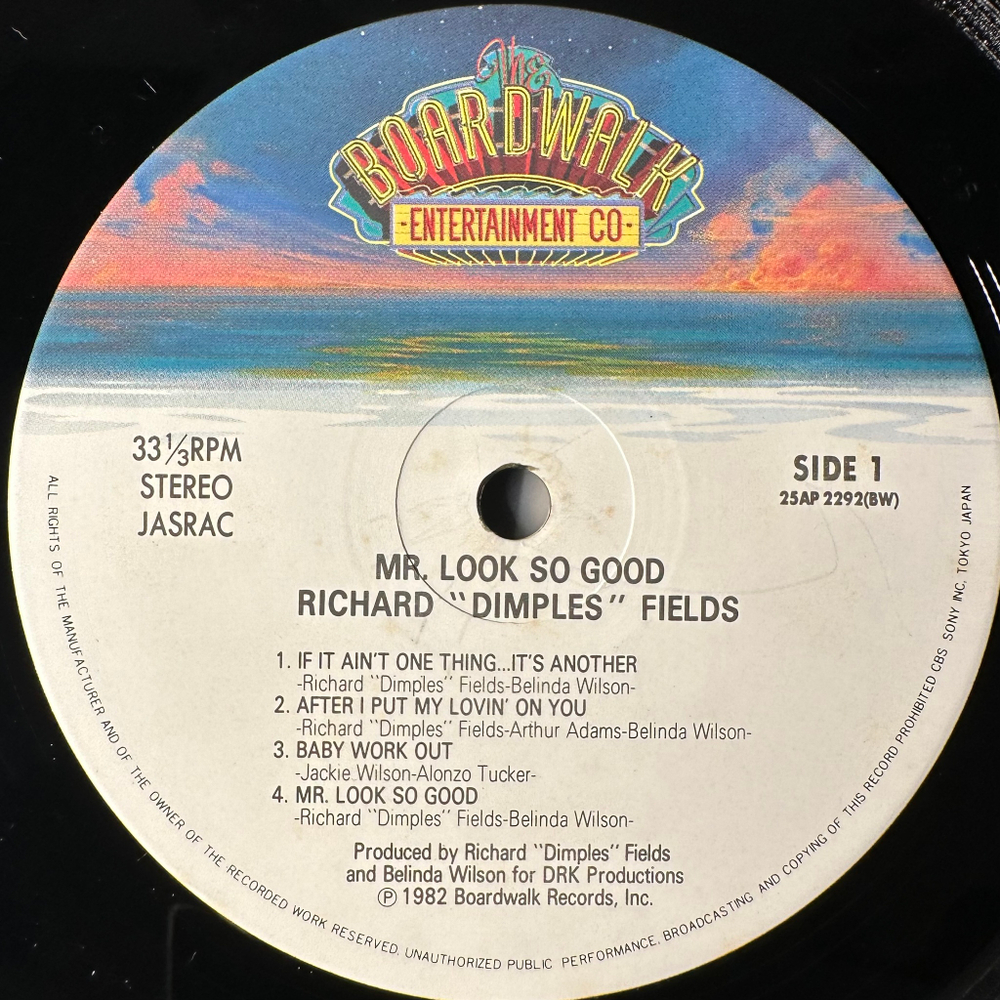 The
BOARDWALK
-ENTERTAINMENT CO-
33⅓RPM
STEREO
JASRAC
SIDE 1
25AP 2292(BW)
MR. LOOK SO GOOD
RICHARD "DIMPLES" FIELDS
1. IF IT AIN'T ONE THING...IT'S ANOTHER
-Richard "Dimples" Fields-Belinda Wilson-
2. AFTER I PUT MY LOVIN' ON YOU
-Richard "Dimples" Fields-Arthur Adams-Belinda Wilson-
3. BABY WORK OUT
-Jackie Wilson-Alonzo Tucker-
4. MR. LOOK SO GOOD
-Richard "Dimples" Fields-Belinda Wilson-
Produced by Richard "Dimples" Fields
and Belinda Wilson for DRK Productions
Ⓟ 1982 Boardwalk Records, Inc.
ALL RIGHTS OF THE MANUFACTURER AND OF THE OWNER OF THE RECORDED WORK RESERVED. UNAUTHORIZED PUBLIC PERFORMANCE, BROADCASTING AND COPYING OF THIS RECORD PROHIBITED CBS SONY INC. TOKYO JAPAN